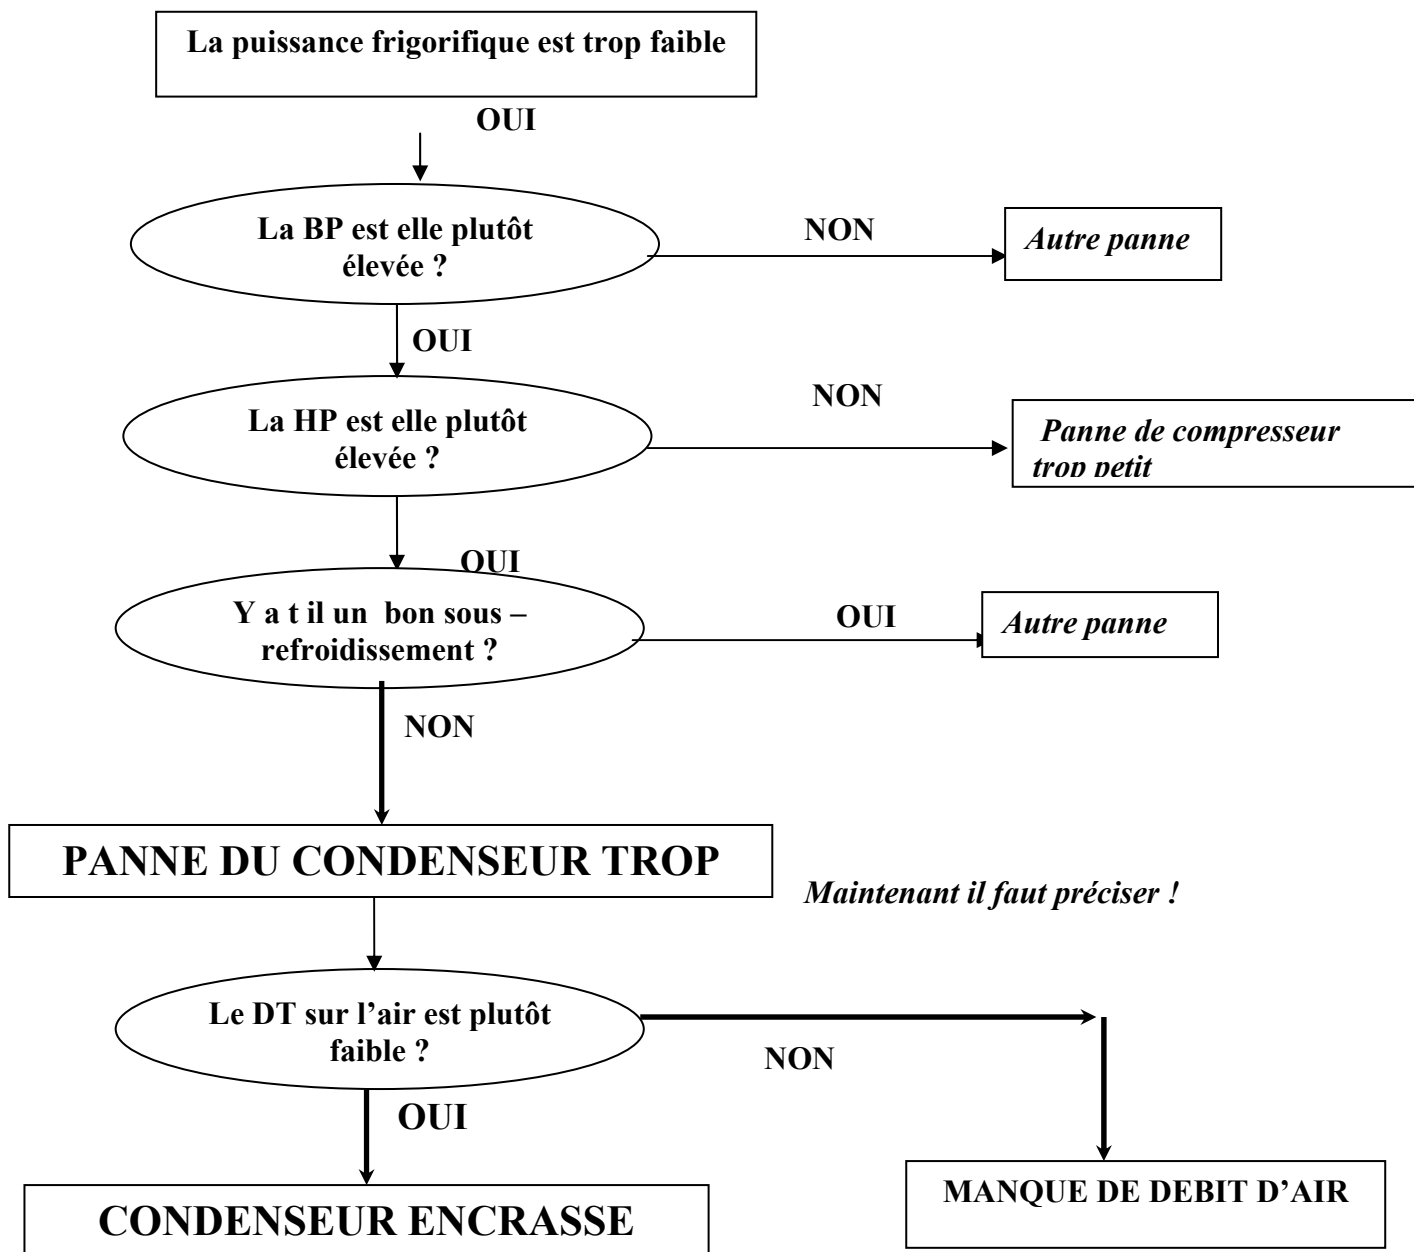 La puissance frigorifique est trop faible
OUI
La BP est elle plutôt
élevée ?
NON
Autre panne
OUI
La HP est elle plutôt
élevée ?
NON
Panne de compresseur
trop petit
OUI
Y a t il un  bon sous –
refroidissement ?
OUI
Autre panne
NON
PANNE DU CONDENSEUR TROP
Maintenant il faut préciser !
Le DT sur l’air est plutôt
faible ?
NON
OUI
MANQUE DE DEBIT D’AIR
CONDENSEUR ENCRASSE